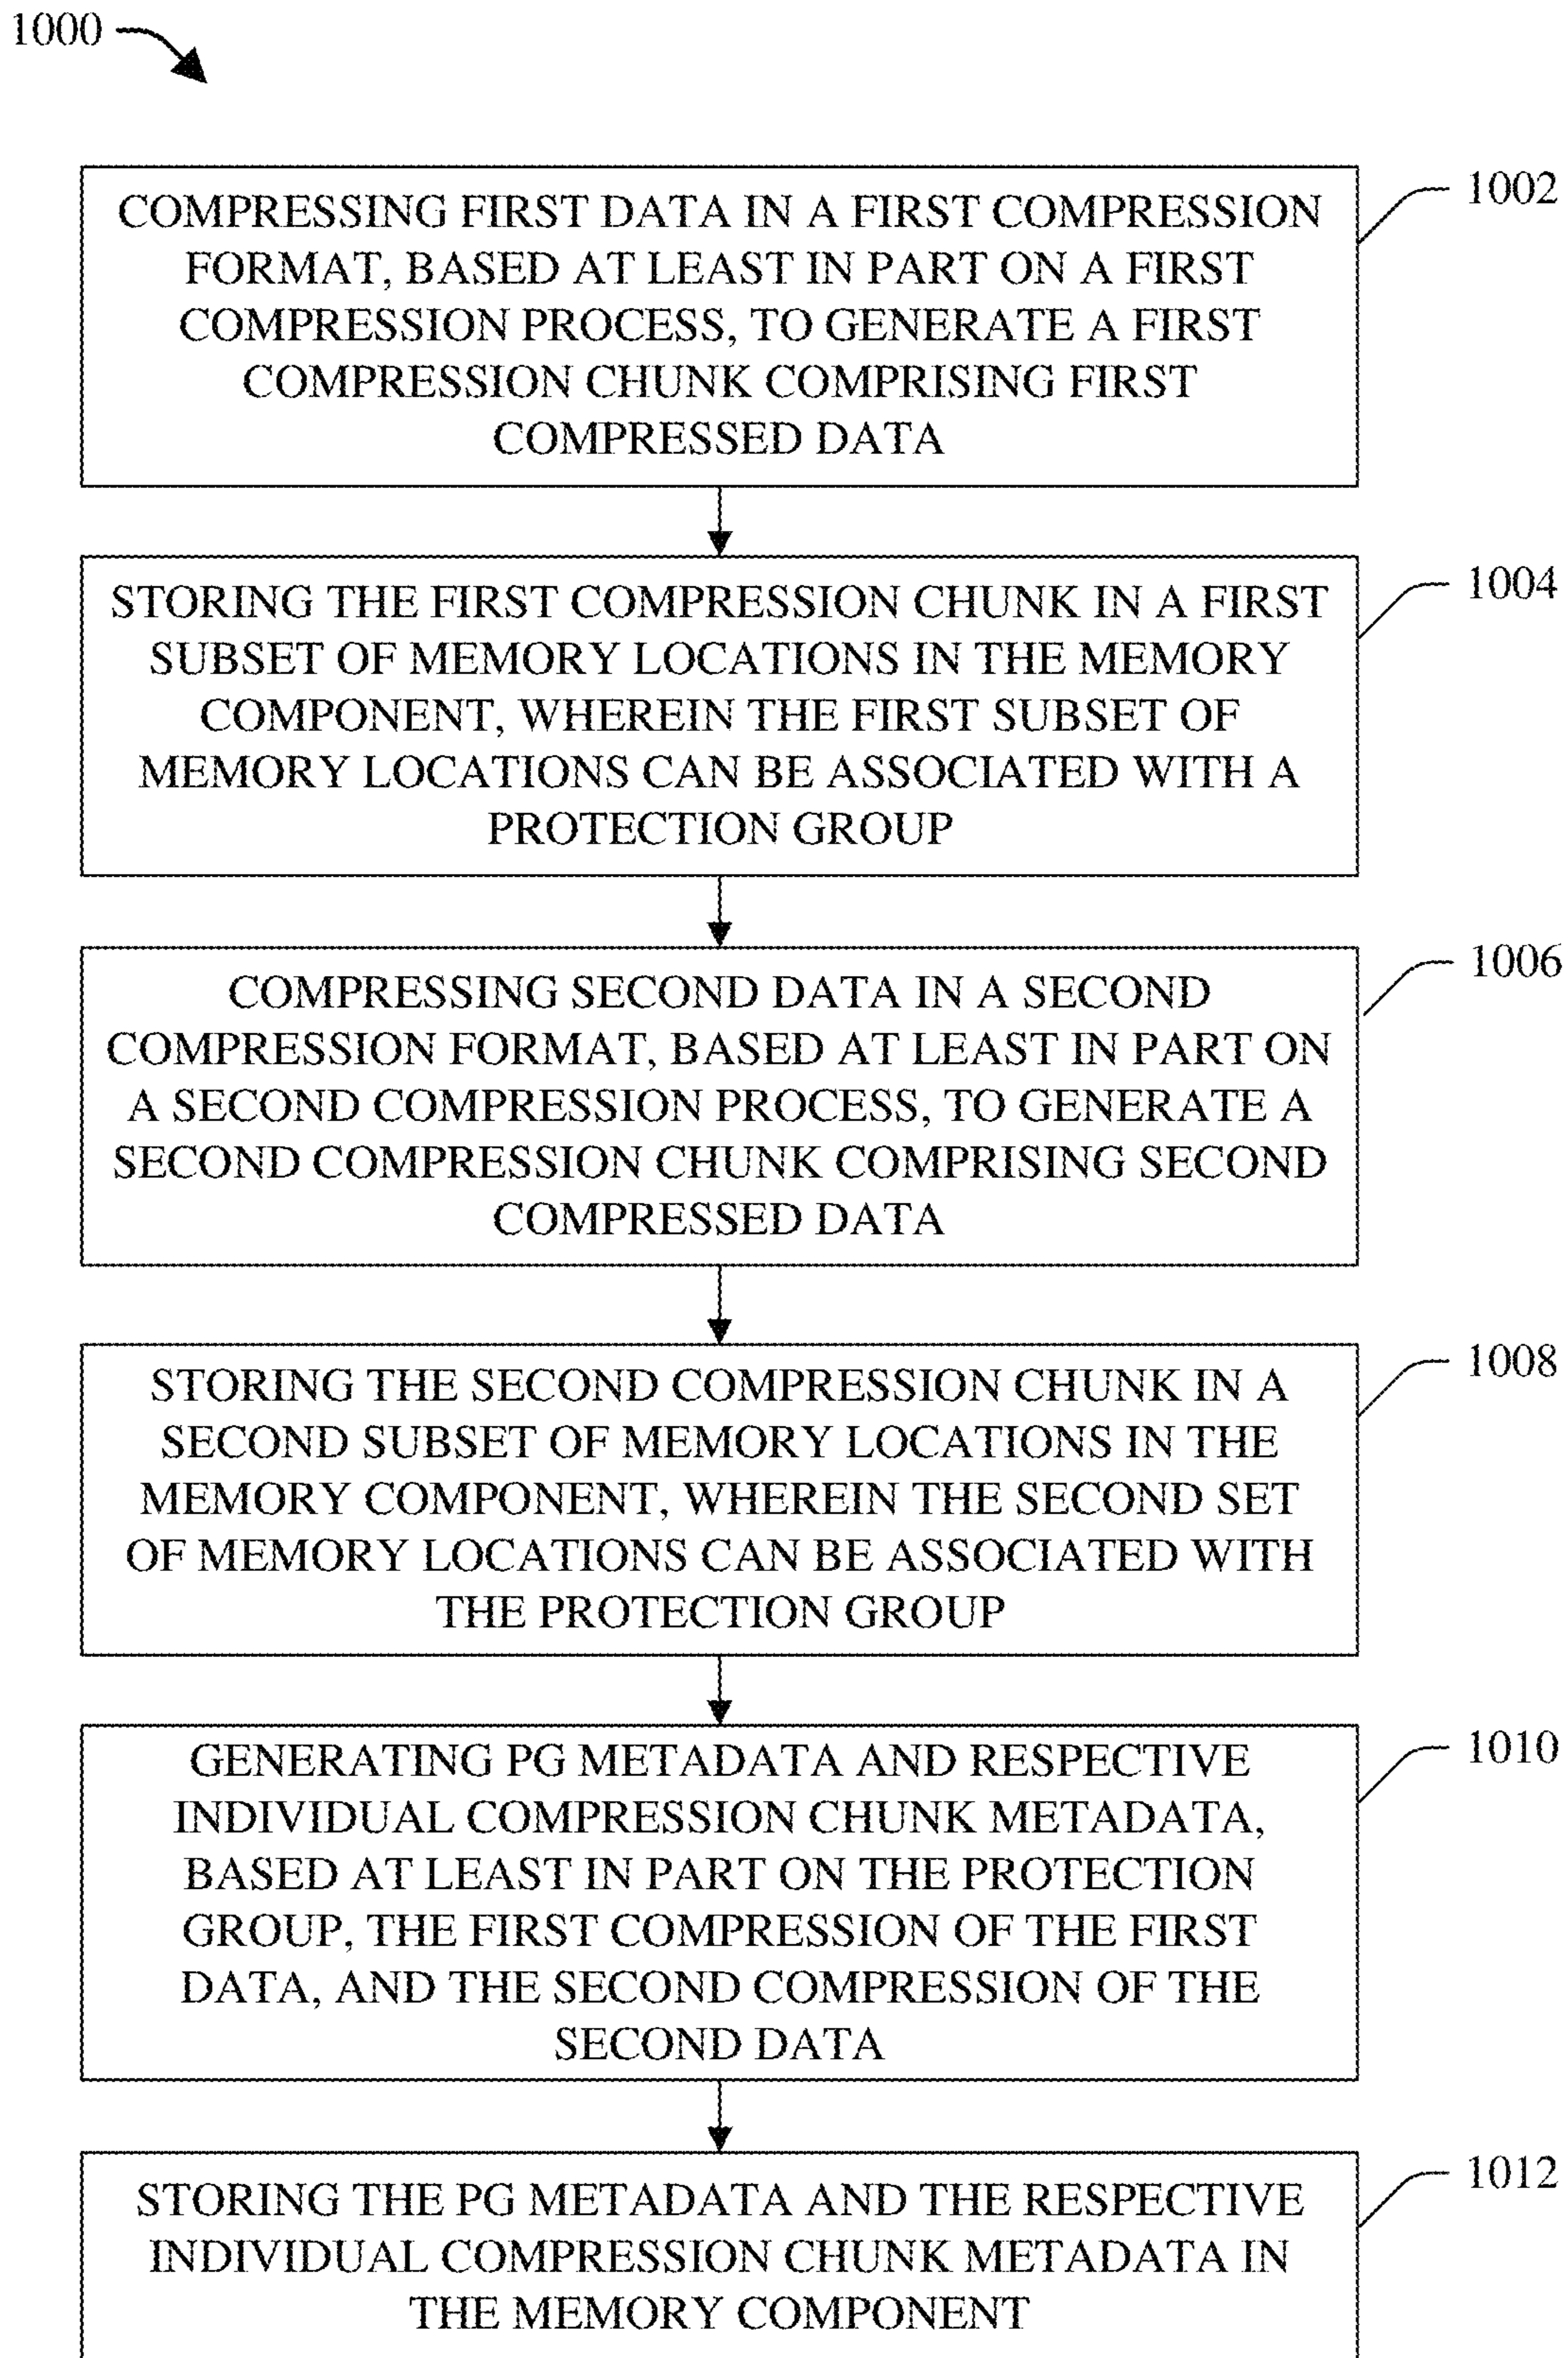 1000
COMPRESSING FIRST DATA IN A FIRST COMPRESSION
FORMAT, BASED AT LEAST IN PART ON A FIRST
COMPRESSION PROCESS, TO GENERATE A FIRST
COMPRESSION CHUNK COMPRISING FIRST
COMPRESSED DATA
1002
STORING THE FIRST COMPRESSION CHUNK IN A FIRST
SUBSET OF MEMORY LOCATIONS IN THE MEMORY
COMPONENT, WHEREIN THE FIRST SUBSET OF
MEMORY LOCATIONS CAN BE ASSOCIATED WITH A
PROTECTION GROUP
1004
COMPRESSING SECOND DATA IN A SECOND
COMPRESSION FORMAT, BASED AT LEAST IN PART ON
A SECOND COMPRESSION PROCESS, TO GENERATE A
SECOND COMPRESSION CHUNK COMPRISING SECOND
COMPRESSED DATA
1006
STORING THE SECOND COMPRESSION CHUNK IN A
SECOND SUBSET OF MEMORY LOCATIONS IN THE
MEMORY COMPONENT, WHEREIN THE SECOND SET
OF MEMORY LOCATIONS CAN BE ASSOCIATED WITH
THE PROTECTION GROUP
1008
GENERATING PG METADATA AND RESPECTIVE
INDIVIDUAL COMPRESSION CHUNK METADATA,
BASED AT LEAST IN PART ON THE PROTECTION
GROUP, THE FIRST COMPRESSION OF THE FIRST
DATA, AND THE SECOND COMPRESSION OF THE
SECOND DATA
1010
STORING THE PG METADATA AND THE RESPECTIVE
INDIVIDUAL COMPRESSION CHUNK METADATA IN
THE MEMORY COMPONENT
1012